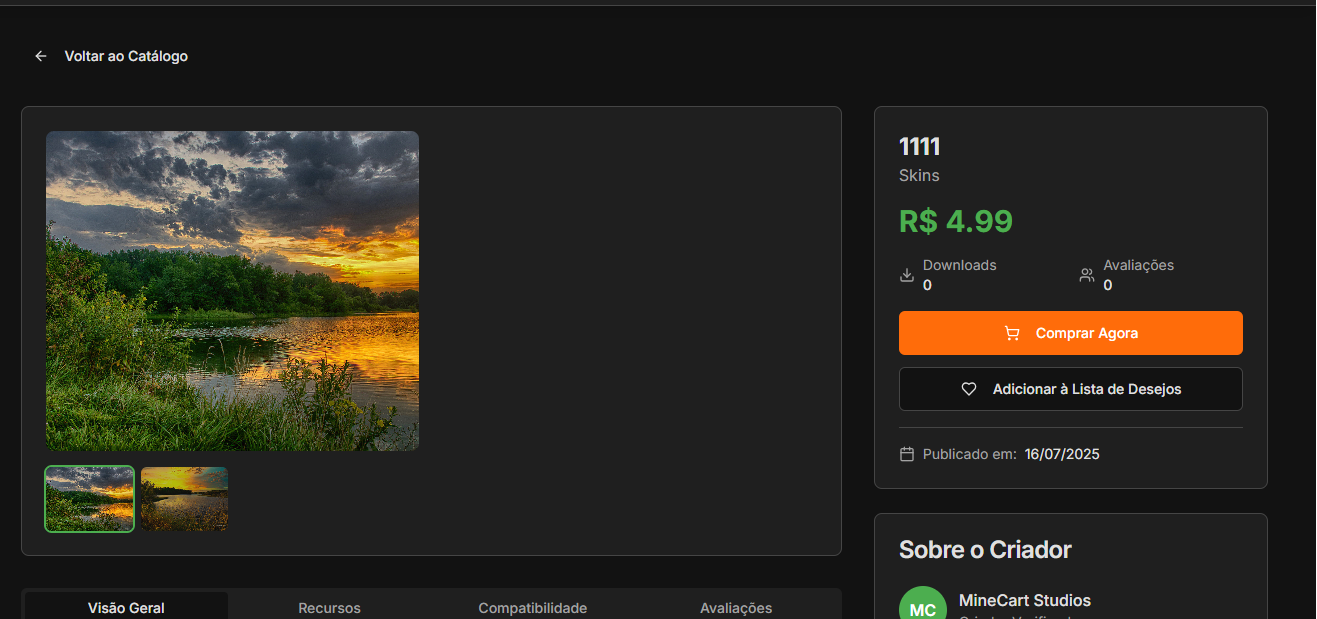 Voltar ao Catálogo
1111
Skins
R$ 4.99
Downloads
0
Avaliações
0
Comprar Agora
Adicionar à Lista de Desejos
Publicado em: 16/07/2025
Sobre o Criador
MC
MineCart Studios
Visão Geral
Recursos
Compatibilidade
Avaliações